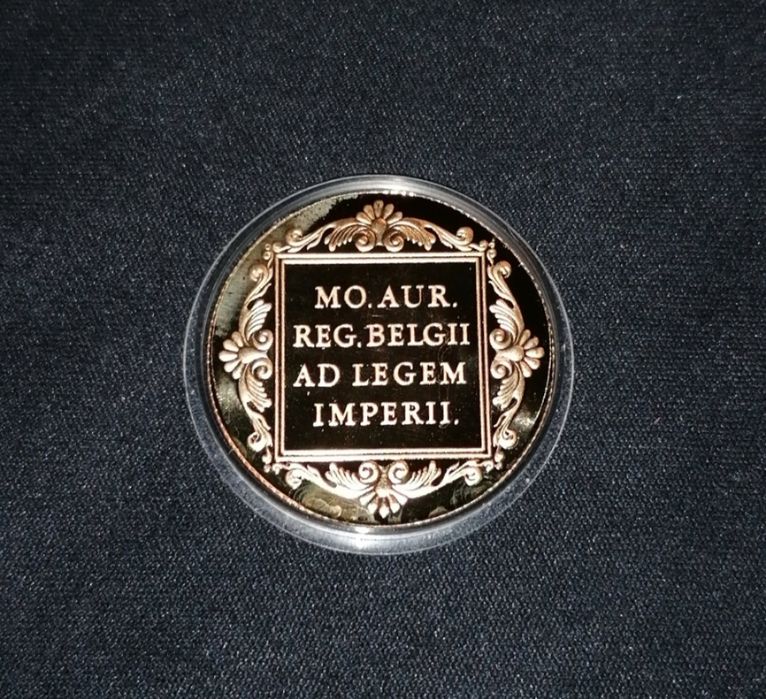 MO. AUR.
REG. BELGII
AD LEGEM
IMPERII.